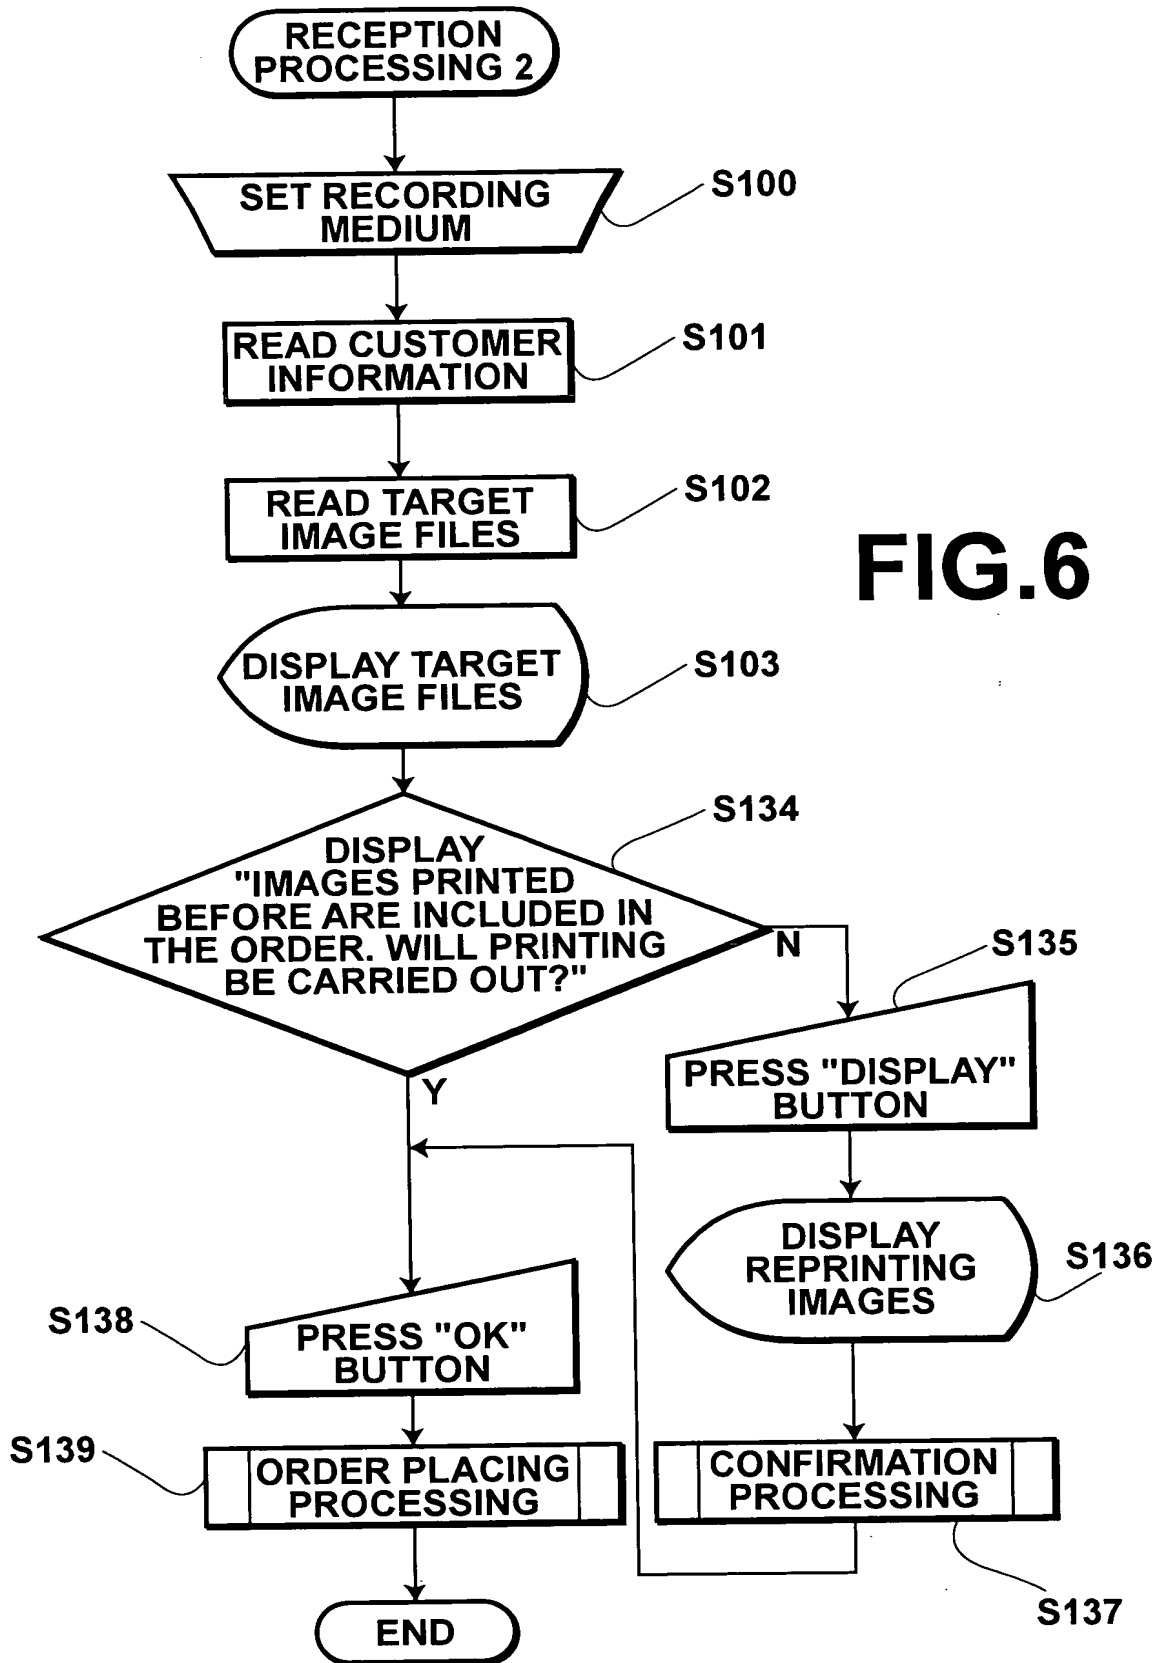 RECEPTION
PROCESSING 2
SET RECORDING
MEDIUM
S100
READ CUSTOMER
INFORMATION
S101
READ TARGET
IMAGE FILES
S102
FIG.6
DISPLAY TARGET
IMAGE FILES
S103
DISPLAY
"IMAGES PRINTED
BEFORE ARE INCLUDED IN
THE ORDER. WILL PRINTING
BE CARRIED OUT?"
S134
N
Y
S135
PRESS "DISPLAY"
BUTTON
DISPLAY
REPRINTING
IMAGES
S136
CONFIRMATION
PROCESSING
S137
S138
PRESS "OK"
BUTTON
S139
ORDER PLACING
PROCESSING
END